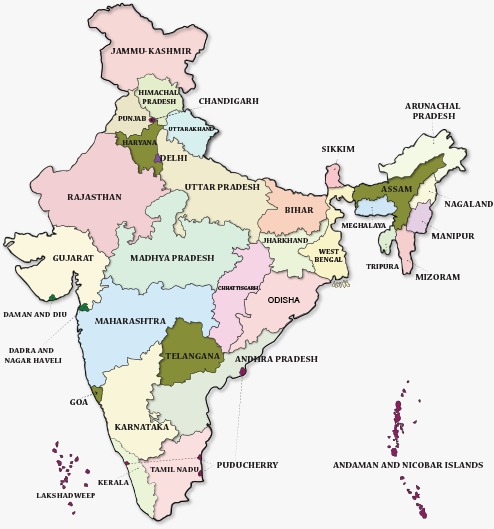 JAMMU-KASHMIR
HIMACHAL
PRADESH
CHANDIGARH
ARUNACHAL
PRADESH
PUNJAB
UTTARAKHAND
HARYANA
SIKKIM
DELHI
UTTAR PRADESH
ASSAM
RAJASTHAN
NAGALAND
BIHAR
MEGHALAYA
MANIPUR
JHARKHAND
GUJARAT
MADHYA PRADESH
WEST
BENGAL
TRIPURA
MIZORAM
CHHATTISGARH
ODISHA
DAMAN AND DIU
MAHARASHTRA
DADRA AND
NAGAR HAVELI
TELANGANA
ANDHRA PRADESH
GOA
KARNATAKA
PUDUCHERRY
ANDAMAN AND NICOBAR ISLANDS
TAMIL NADU
KERALA
LAKSHADWEEP